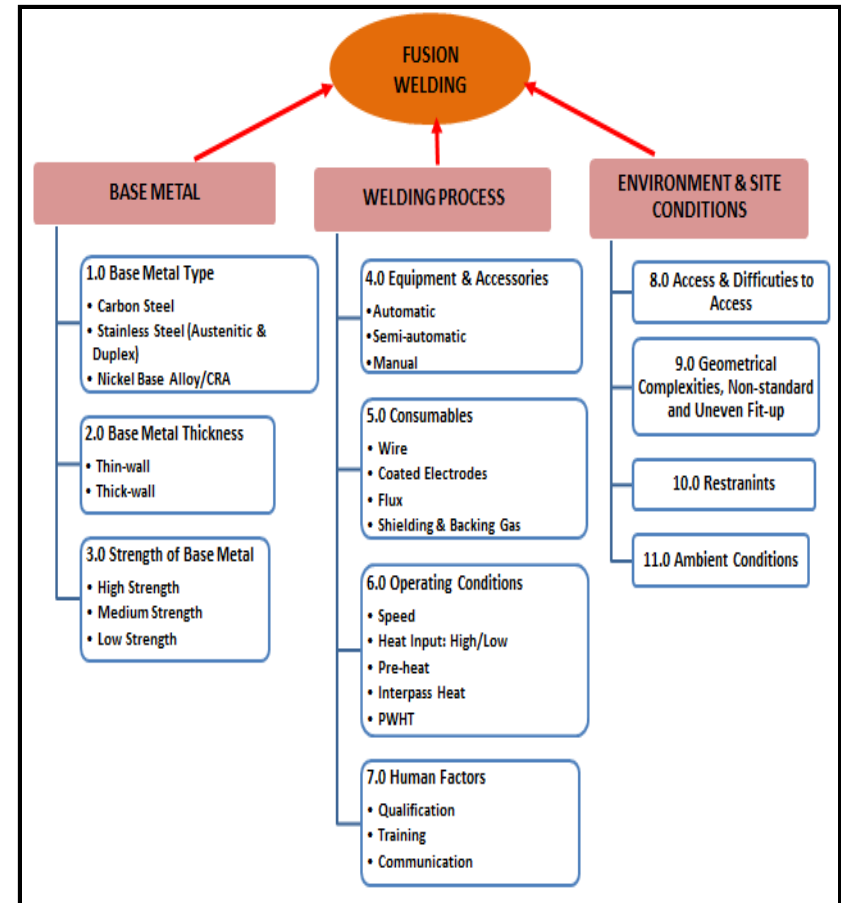 FUSION
WELDING
BASE METAL
1.0 Base Metal Type
• Carbon Steel
• Stainless Steel (Austenitic &
Duplex)
• Nickel Base Alloy/CRA
2.0 Base Metal Thickness
• Thin-wall
• Thick-wall
3.0 Strength of Base Metal
• High Strength
• Medium Strength
• Low Strength
WELDING PROCESS
4.0 Equipment & Accessories
•Automatic
•Semi-automatic
•Manual
5.0 Consumables
• Wire
• Coated Electrodes
• Flux
• Shielding & Backing Gas
6.0 Operating Conditions
• Speed
• Heat Input: High/Low
• Pre-heat
• Interpass Heat
• PWHT
7.0 Human Factors
• Qualification
• Training
• Communication
ENVIRONMENT & SITE
CONDITIONS
8.0 Access & Difficuties to
Access
9.0 Geometrical
Complexities, Non-standard
and Uneven Fit-up
10.0 Restranints
11.0 Ambient Conditions